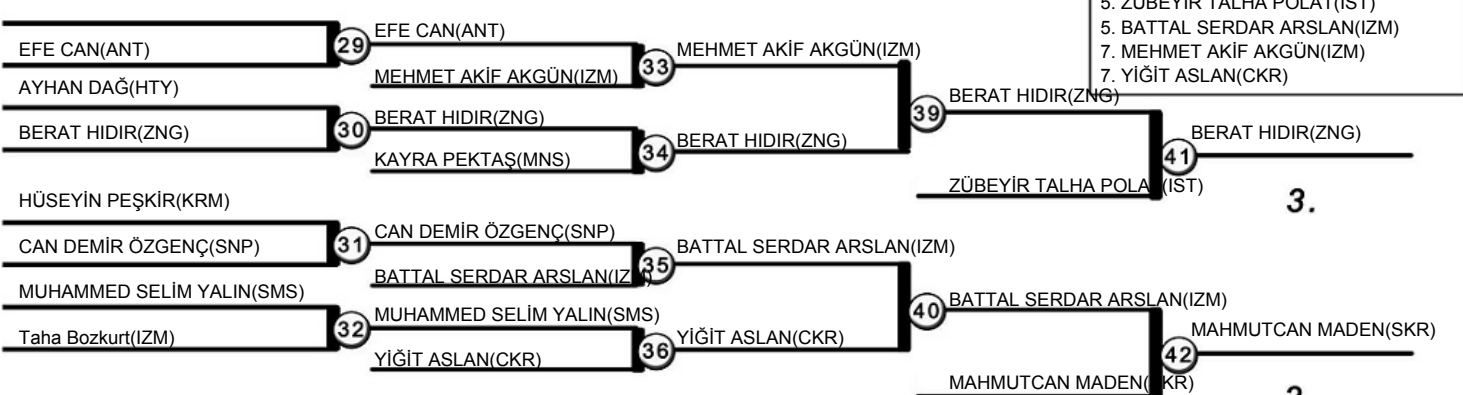 5. ZÜBEYİR TALHA POLAT(IST)
5. BATTAL SERDAR ARSLAN(IZM)
7. MEHMET AKİF AKGÜN(IZM)
7. YİĞİT ASLAN(CKR)
EFE CAN(ANT)
29
AYHAN DAĞ(HTY)
BERAT HIDIR(ZNG)
30
HÜSEYİN PEŞKİR(KRM)
CAN DEMİR ÖZGENÇ(SNP)
31
MUHAMMED SELİM YALIN(SMS)
Taha Bozkurt(IZM)
32
EFE CAN(ANT)
MEHMET AKİF AKGÜN(IZM)
33
BERAT HIDIR(ZNG)
KAYRA PEKTAŞ(MNS)
34
CAN DEMİR ÖZGENÇ(SNP)
BATTAL SERDAR ARSLAN(IZM)
35
MUHAMMED SELİM YALIN(SMS)
YİĞİT ASLAN(CKR)
36
MEHMET AKİF AKGÜN(IZM)
BERAT HIDIR(ZNG)
39
BATTAL SERDAR ARSLAN(IZM)
YİĞİT ASLAN(CKR)
40
BERAT HIDIR(ZNG)
ZÜBEYİR TALHA POLAT(IST)
41
BATTAL SERDAR ARSLAN(IZM)
MAHMUTCAN MADEN(SKR)
42
BERAT HIDIR(ZNG)
3.
MAHMUTCAN MADEN(SKR)